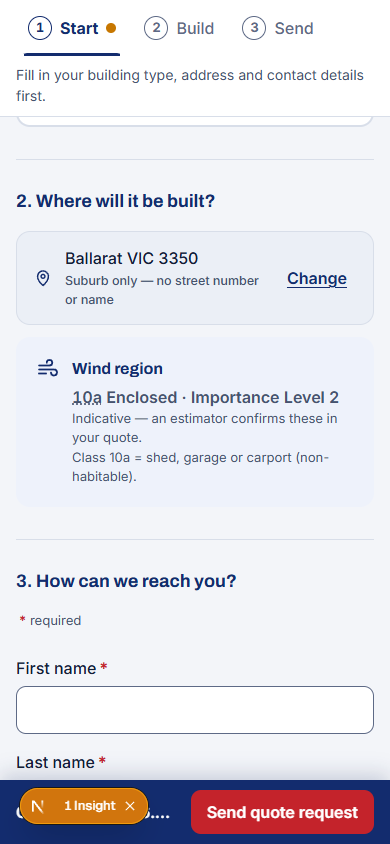 1 Start
2 Build
3 Send
Fill in your building type, address and contact details
first.
2. Where will it be built?
Ballarat VIC 3350
Suburb only — no street number
or name
Change
Wind region
10a Enclosed · Importance Level 2
Indicative — an estimator confirms these in
your quote.
Class 10a = shed, garage or carport (non-
habitable).
3. How can we reach you?
* required
First name *
Last name *
N 1 Insight
Send quote request